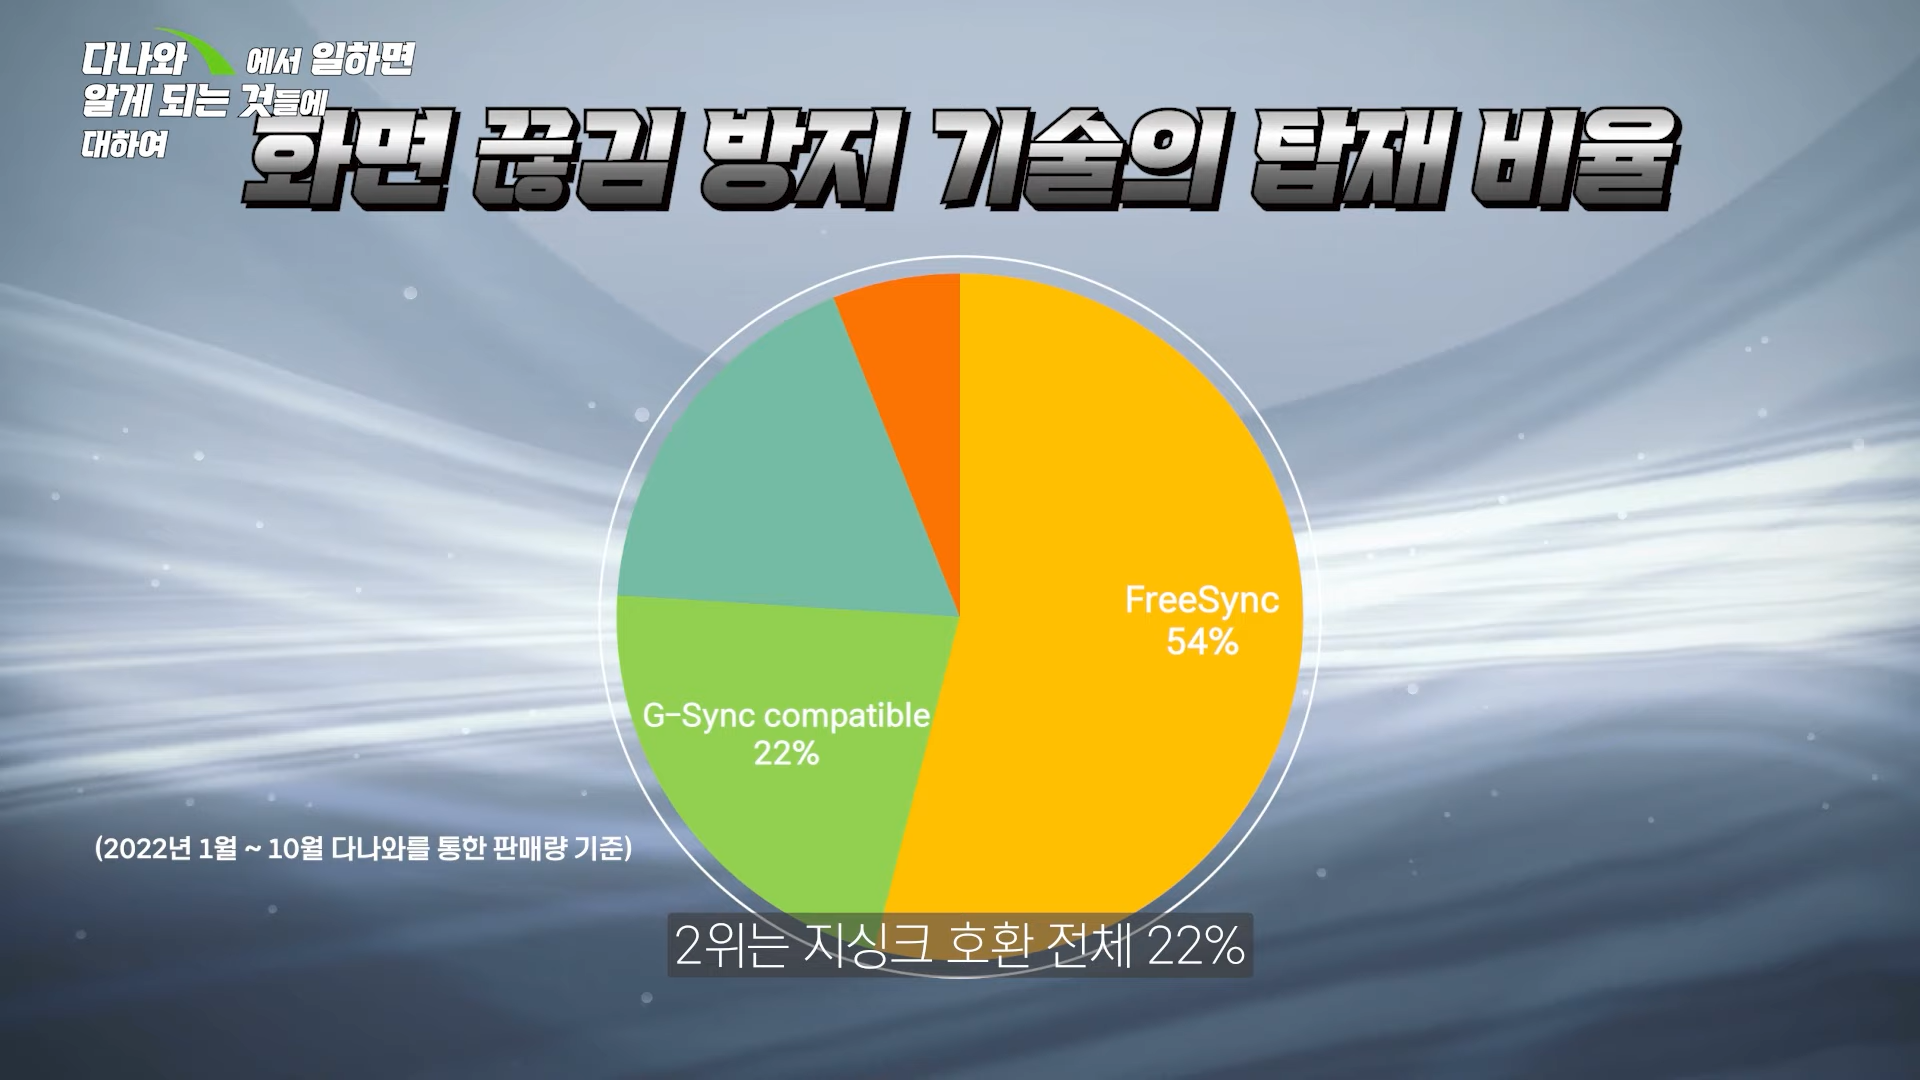 다나와 에서 일하면
알게 되는 것들에
대하여
화면 끊김 방지 기술의 탑재 비율
FreeSync
54%
G-Sync compatible
22%
(2022년 1월 ~ 10월 다나와를 통한 판매량 기준)
2위는 지싱크 호환 전체 22%